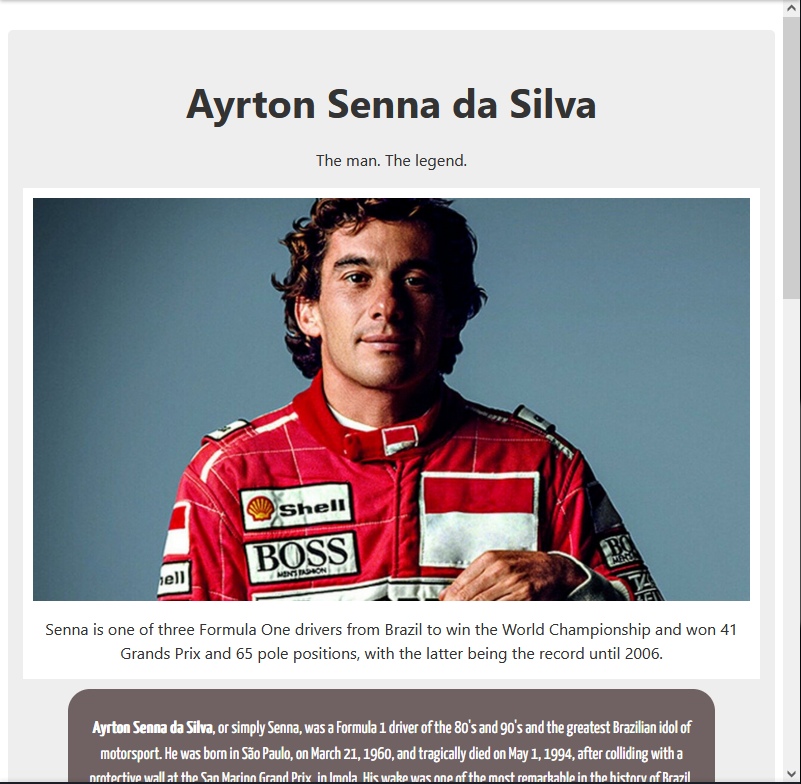 Ayrton Senna da Silva
The man. The legend.
Shell
BOSS
MEN'S FASHION
ell
BO
Senna is one of three Formula One drivers from Brazil to win the World Championship and won 41
Grands Prix and 65 pole positions, with the latter being the record until 2006.
Ayrton Senna da Silva, or simply Senna, was a Formula 1 driver of the 80's and 90's and the greatest Brazilian idol of
motorsport. He was born in São Paulo, on March 21, 1960, and tragically died on May 1, 1994, after colliding with a
protective wall at the San Marino Grand Prix, in Imola. His wake was one of the most remarkable in the history of Brazil